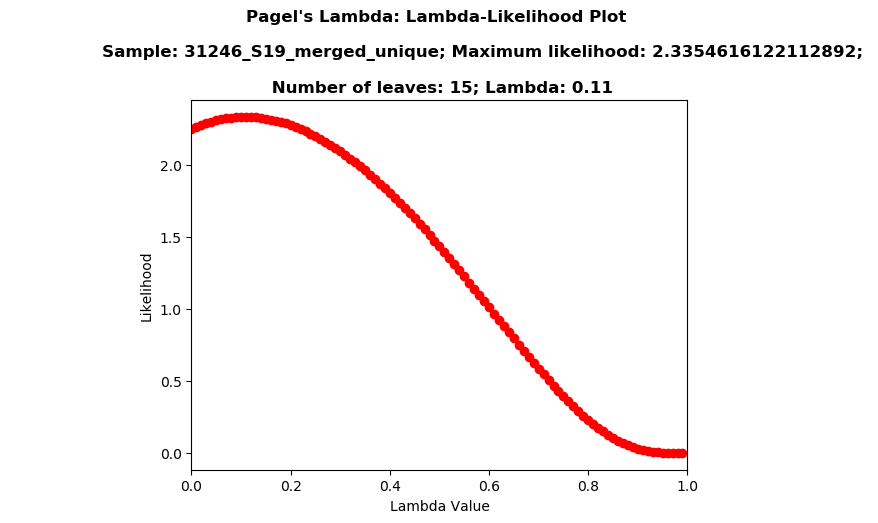 Pagel's Lambda: Lambda-Likelihood Plot
Sample: 31246_S19_merged_unique; Maximum likelihood: 2.3354616122112892;
Number of leaves: 15; Lambda: 0.11
2.0
1.5
1.0
0.5
0.0
Likelihood
0.0 0.2 0.4 0.6 0.8 1.0
Lambda Value